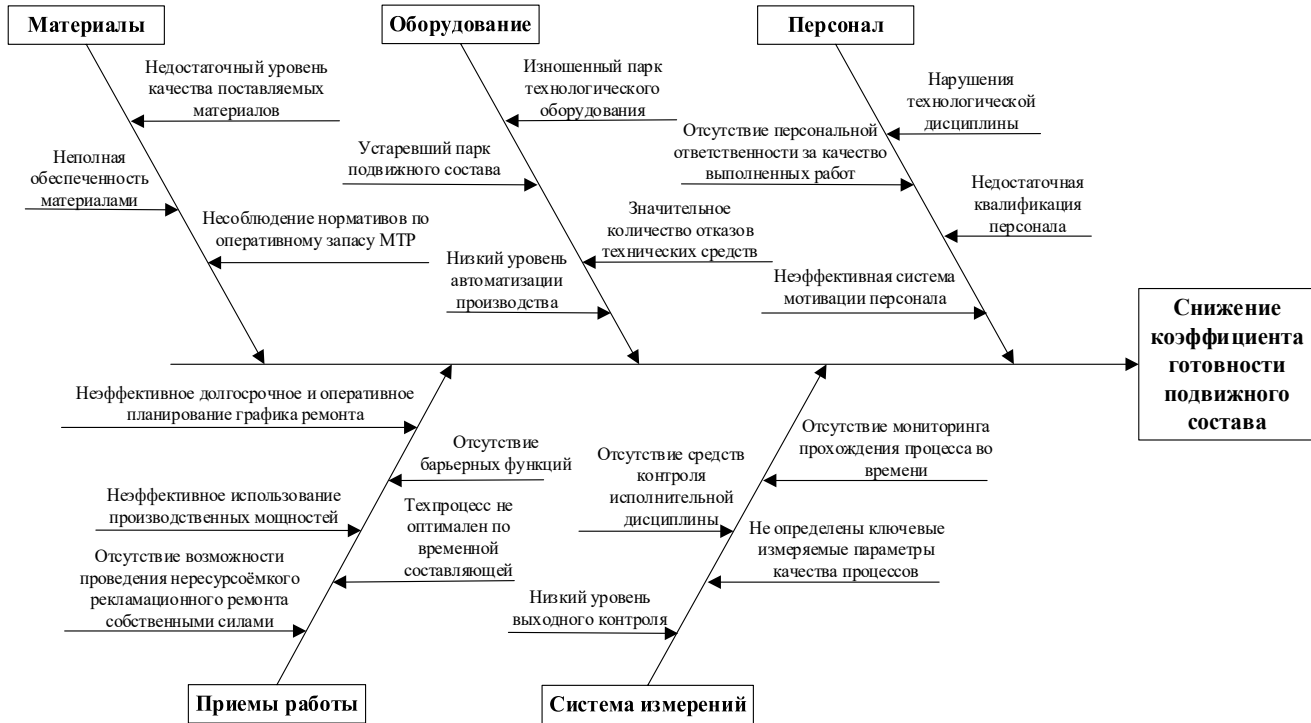 Материалы
Оборудование
Персонал
Недостаточный уровень
качества поставляемых
материалов
Неполная
обеспеченность
материалами
Несоблюдение нормативов по
оперативному запасу МТР
Изношенный парк
технологического
оборудования
Устаревший парк
подвижного состава
Значительное
количество отказов
технических средств
Низкий уровень
автоматизации
производства
Нарушения
технологической
дисциплины
Отсутствие персональной
ответственности за качество
выполненных работ
Недостаточная
квалификация
персонала
Неэффективная система
мотивации персонала
Снижение
коэффициента
готовности
подвижного
состава
Неэффективное долгосрочное и оперативное
планирование графика ремонта
Отсутствие
барьерных функций
Неэффективное использование
производственных мощностей
Техпроцесс не
оптимален по
временной
составляющей
Отсутствие возможности
проведения нересурсоёмкого
рекламационного ремонта
собственными силами
Отсутствие мониторинга
прохождения процесса во
времени
Отсутствие средств
контроля
исполнительной
дисциплины
Не определены ключевые
измеряемые параметры
качества процессов
Низкий уровень
выходного контроля
Приемы работы
Система измерений